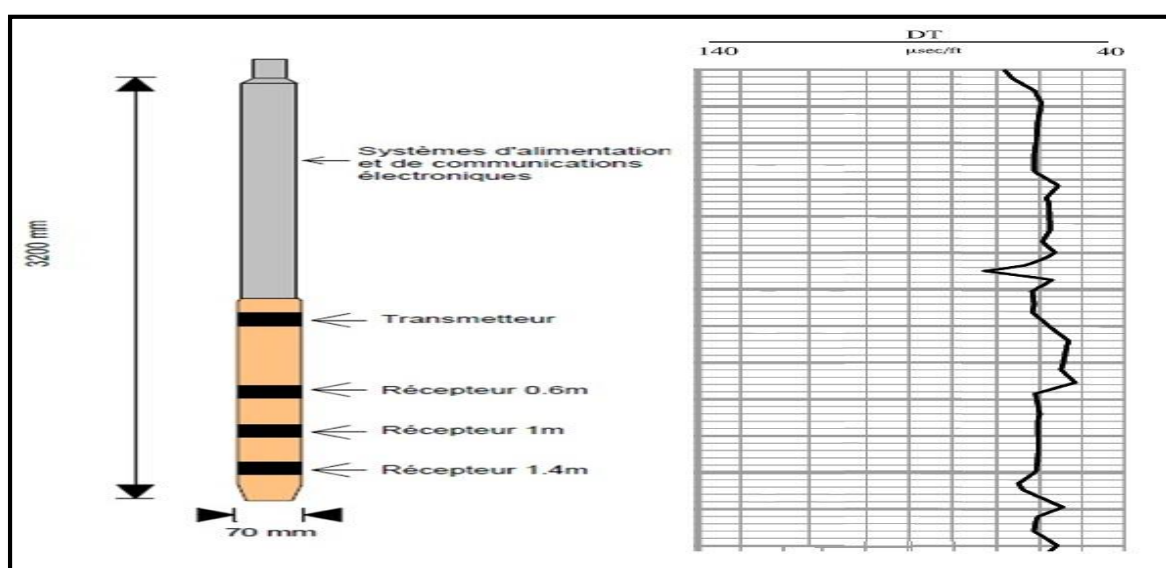 3200 mm
Systèmes d'alimentation
et de communications
électroniques
Transmetteur
Récepteur 0.6m
Récepteur 1m
Récepteur 1.4m
70 mm
DT
140 µsec/ft 40